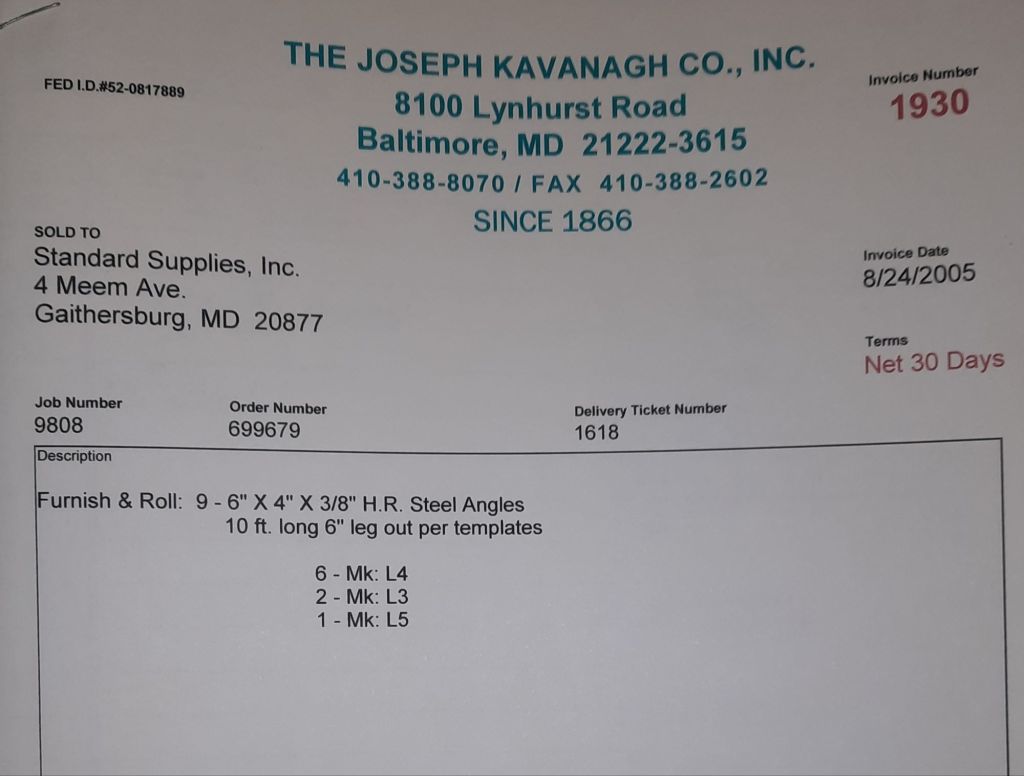 THE JOSEPH KAVANAGH CO., INC.
8100 Lynhurst Road
Baltimore, MD 21222-3615
410-388-8070 / FAX 410-388-2602
SINCE 1866
FED I.D.#52-0817889
Invoice Number
1930
SOLD TO
Standard Supplies, Inc.
4 Meem Ave.
Gaithersburg, MD 20877
Invoice Date
8/24/2005
Terms
Net 30 Days
Job Number
9808
Order Number
699679
Delivery Ticket Number
1618
Description
Furnish & Roll: 9 - 6" X 4" X 3/8" H.R. Steel Angles
10 ft. long 6" leg out per templates
6 - Mk: L4
2 - Mk: L3
1 - Mk: L5